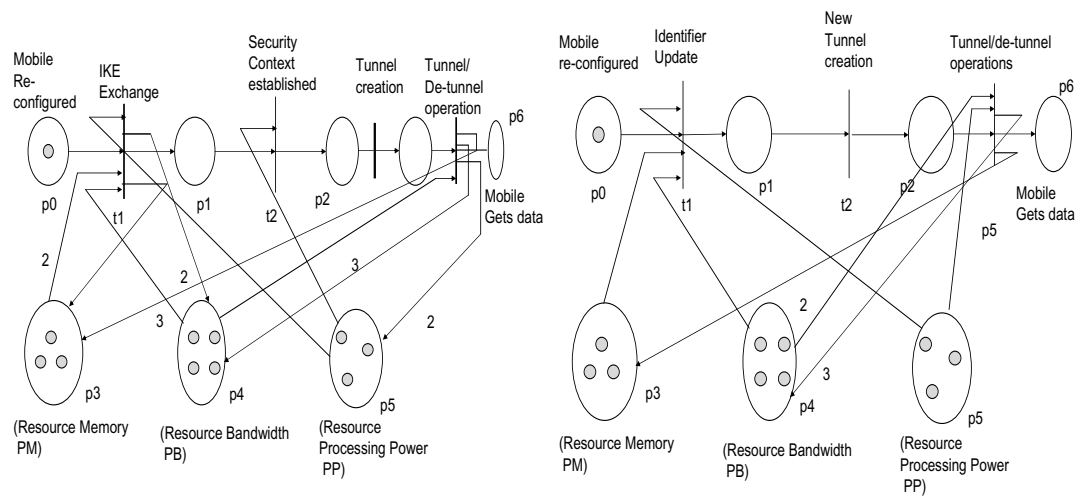 Mobile
Re-
Configured
IKE
Exchange
Security
Context
established
Tunnel
creation
Tunnel/
De-tunnel
operation
p6
p0
t1
p1
t2
p2
Mobile
Gets data
2
2
3
3
2
p3
p4
p5
(Resource Memory
PM)
(Resource Bandwidth
PB)
(Resource
Processing Power
PP)
Mobile
re-configured
Identifier
Update
New
Tunnel
creation
Tunnel/de-tunnel
operations
p6
p0
t1
p1
t2
p2
Mobile
Gets data
p5
2
3
p3
p4
p5
(Resource Memory
PM)
(Resource Bandwidth
PB)
(Resource
Processing Power
PP)